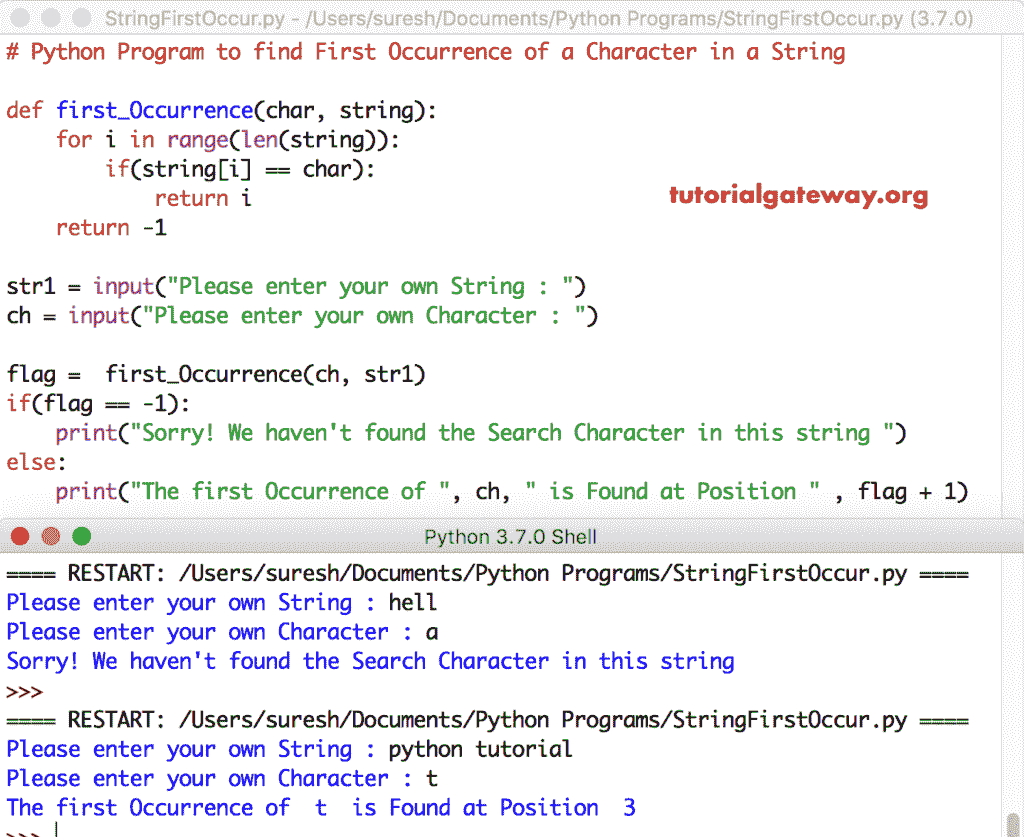 StringFirstOccur.py - /Users/suresh/Documents/Python Programs/StringFirstOccur.py (3.7.0)
# Python Program to find First Occurrence of a Character in a String
def first_Occurrence(char, string):
    for i in range(len(string)):
        if(string[i] == char):
            return i
tutorialgateway.org
    return -1
str1 = input("Please enter your own String : ")
ch = input("Please enter your own Character : ")
flag =  first_Occurrence(ch, str1)
if(flag == -1):
    print("Sorry! We haven't found the Search Character in this string ")
else:
    print("The first Occurrence of ", ch, " is Found at Position " , flag + 1)
Python 3.7.0 Shell
==== RESTART: /Users/suresh/Documents/Python Programs/StringFirstOccur.py ====
Please enter your own String : hell
Please enter your own Character : a
Sorry! We haven't found the Search Character in this string
>>>
==== RESTART: /Users/suresh/Documents/Python Programs/StringFirstOccur.py ====
Please enter your own String : python tutorial
Please enter your own Character : t
The first Occurrence of  t  is Found at Position  3
>>>